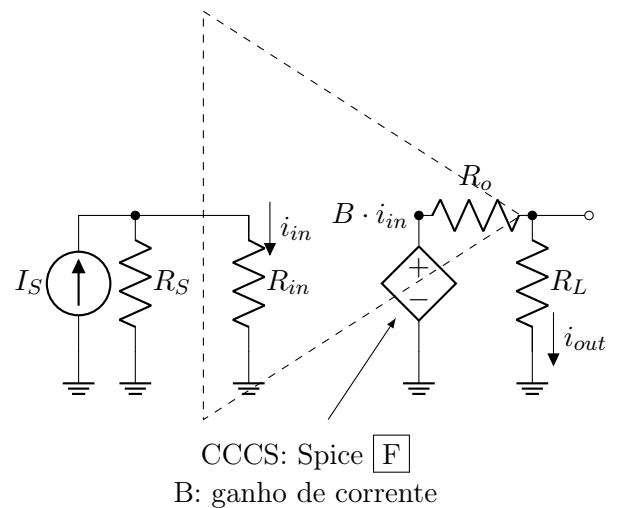 R_o
B · i_in
i_in
I_S
R_S
R_in
+
−
R_L
i_out
CCCS: Spice F
B: ganho de corrente